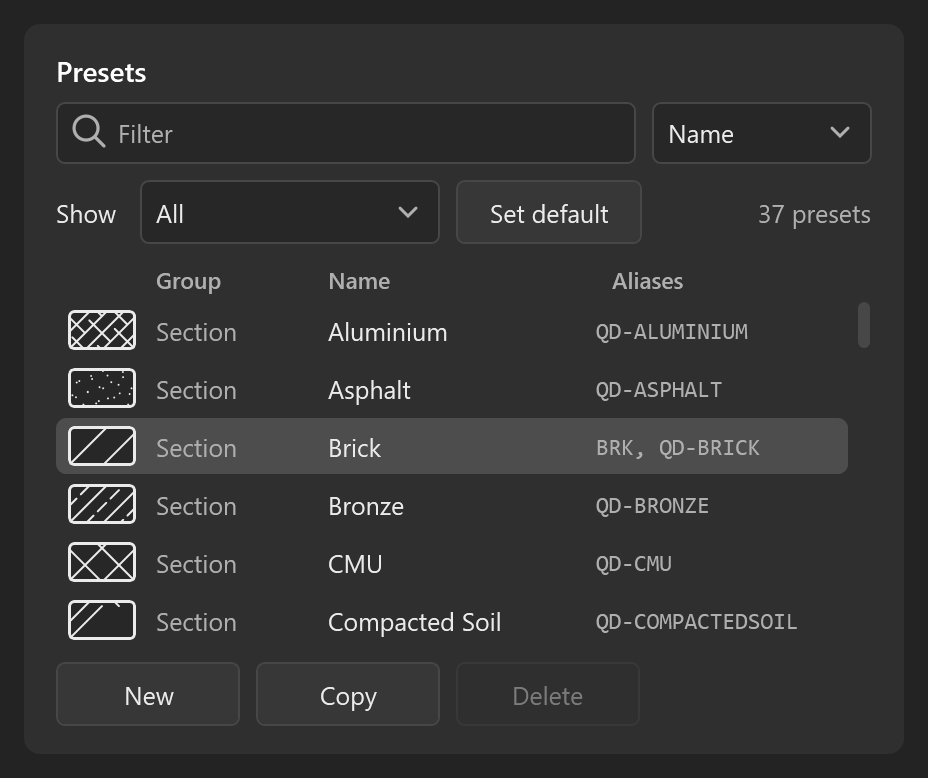 Presets
Filter Name
Show All Set default 37 presets
Group Name Aliases
Section Aluminium QD-ALUMINIUM
Section Asphalt QD-ASPHALT
Section Brick BRK, QD-BRICK
Section Bronze QD-BRONZE
Section CMU QD-CMU
Section Compacted Soil QD-COMPACTEDSOIL
New Copy Delete